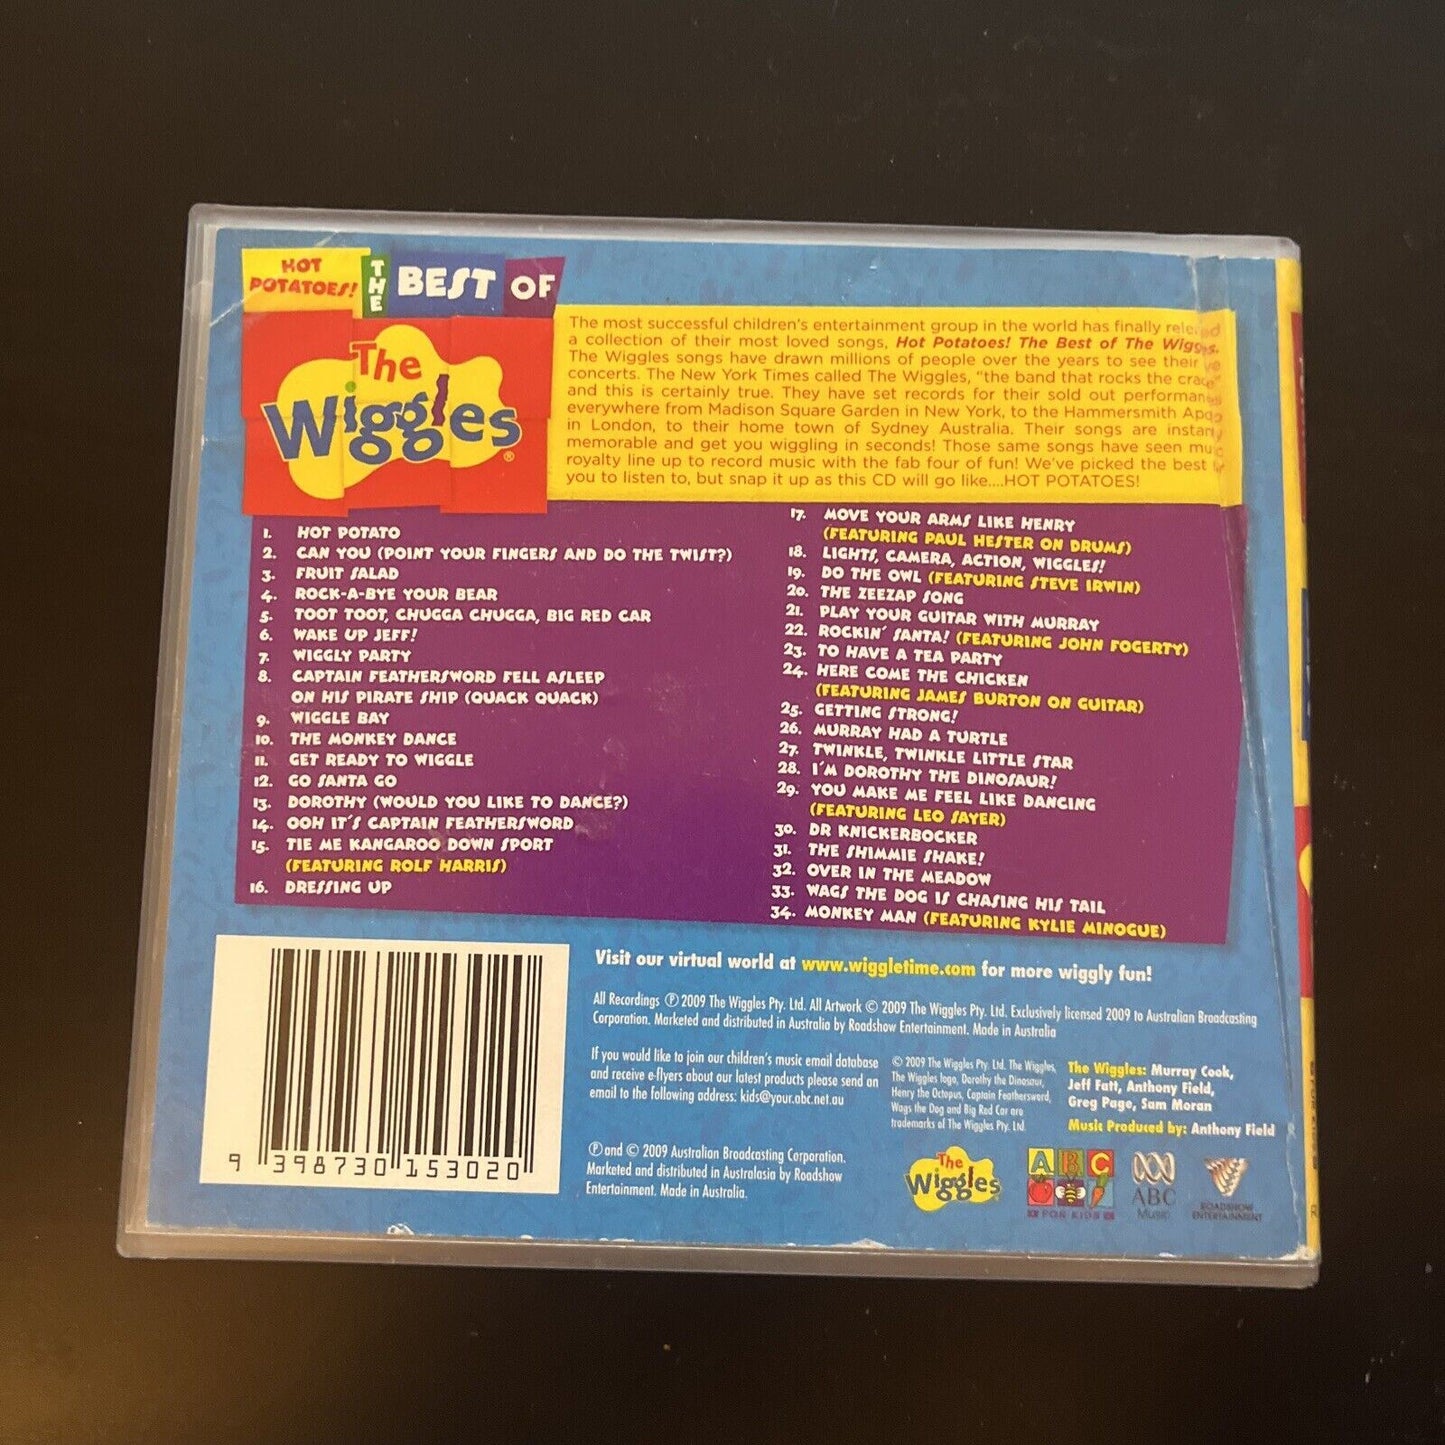 HOT POTATOES! THE BEST OF
The Wiggles®
The most successful children's entertainment group in the world has finally
a collection of their most loved songs, Hot Potatoes! The Best of The Wiggles.
The Wiggles songs have drawn millions of people over the years to see their
concerts. The New York Times called The Wiggles, "the band that rocks the
and this is certainly true. They have set records for their sold out
everywhere from Madison Square Garden in New York, to the Hammersmith
in London, to their home town of Sydney Australia. Their songs are
memorable and get you wiggling in seconds! Those same songs have seen
royalty line up to record music with the fab four of fun! We've picked the best
you to listen to, but snap it up as this CD will go like....HOT POTATOES!
1. HOT POTATO
2. CAN YOU (POINT YOUR FINGERS AND DO THE TWIST?)
3. FRUIT SALAD
4. ROCK-A-BYE YOUR BEAR
5. TOOT TOOT, CHUGGA CHUGGA, BIG RED CAR
6. WAKE UP JEFF!
7. WIGGLY PARTY
8. CAPTAIN FEATHERSWORD FELL ASLEEP
ON HIS PIRATE SHIP (QUACK QUACK)
9. WIGGLE BAY
10. THE MONKEY DANCE
11. GET READY TO WIGGLE
12. GO SANTA GO
13. DOROTHY (WOULD YOU LIKE TO DANCE?)
14. OOH IT'S CAPTAIN FEATHERSWORD
15. TIE ME KANGAROO DOWN SPORT
(FEATURING ROLF HARRIS)
16. DRESSING UP
17. MOVE YOUR ARMS LIKE HENRY
(FEATURING PAUL HESTER ON DRUMS)
18. LIGHTS, CAMERA, ACTION, WIGGLES!
19. DO THE OWL (FEATURING STEVE IRWIN)
20. THE ZEEZAP SONG
21. PLAY YOUR GUITAR WITH MURRAY
22. ROCKIN' SANTA! (FEATURING JOHN FOGERTY)
23. TO HAVE A TEA PARTY
24. HERE COME THE CHICKEN
(FEATURING JAMES BURTON ON GUITAR)
25. GETTING STRONG!
26. MURRAY HAD A TURTLE
27. TWINKLE, TWINKLE LITTLE STAR
28. I'M DOROTHY THE DINOSAUR!
29. YOU MAKE ME FEEL LIKE DANCING
(FEATURING LEO SAYER)
30. DR KNICKERBOCKER
31. THE SHIMMIE SHAKE!
32. OVER IN THE MEADOW
33. WAGS THE DOG IS CHASING HIS TAIL
34. MONKEY MAN (FEATURING KYLIE MINOGUE)
9 398730 153020
Visit our virtual world at www.wiggletime.com for more wiggly fun!
All Recordings ℗ 2009 The Wiggles Pty. Ltd. All Artwork © 2009 The Wiggles Pty. Ltd. Exclusively licensed 2009 to Australian Broadcasting
Corporation. Marketed and distributed in Australia by Roadshow Entertainment. Made in Australia
If you would like to join our children's music email database
and receive e-flyers about our latest products please send an
email to the following address: kids@your.abc.net.au
© 2009 The Wiggles Pty. Ltd. The Wiggles,
The Wiggles logo, Dorothy the Dinosaur,
Henry the Octopus, Captain Feathersword,
Wags the Dog and Big Red Car are
trademarks of The Wiggles Pty. Ltd.
The Wiggles: Murray Cook,
Jeff Fatt, Anthony Field,
Greg Page, Sam Moran
Music Produced by: Anthony Field
℗ and © 2009 Australian Broadcasting Corporation.
Marketed and distributed in Australasia by Roadshow
Entertainment. Made in Australia.
The Wiggles
ABC
FOR KIDS
ABC
Music
ROADSHOW
ENTERTAINMENT